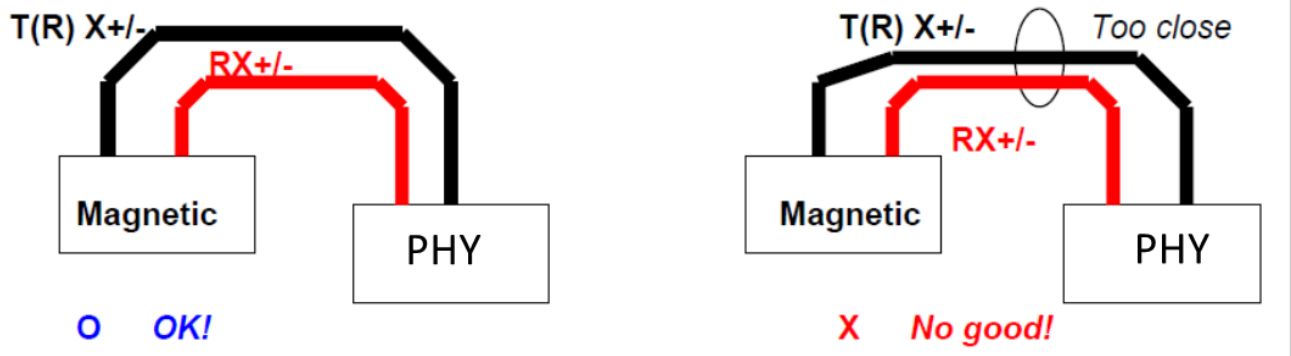 T(R) X+/-
RX+/-
Magnetic
PHY
O OK!
T(R) X+/-
Too close
RX+/-
Magnetic
PHY
X No good!